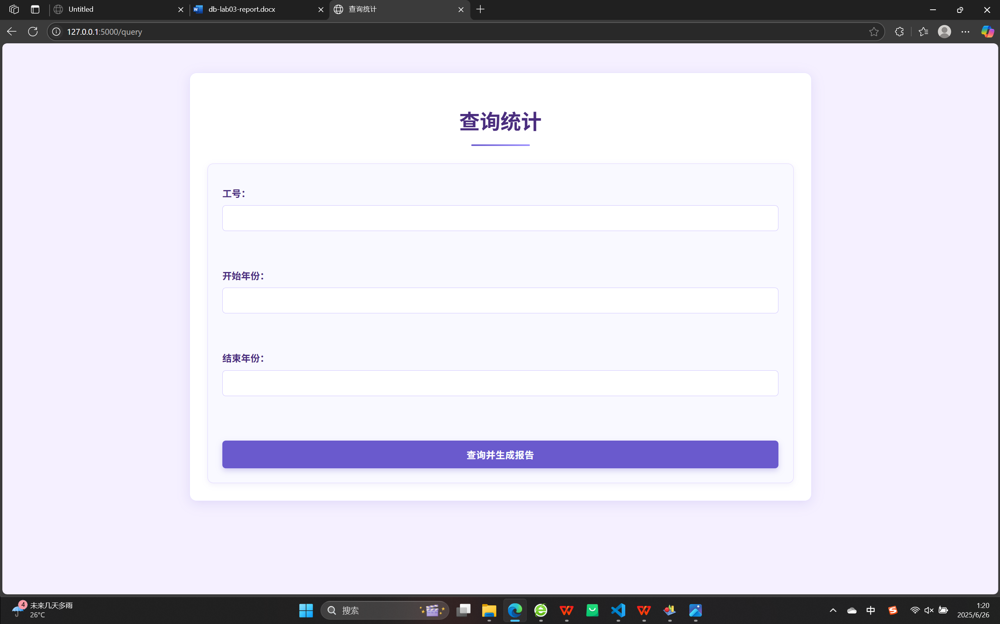 Untitled
db-lab03-report.docx
查询统计
127.0.0.1:5000/query
查询统计
工号：
开始年份：
结束年份：
查询并生成报告
4
未来几天多雨
26°C
搜索
中
1:20
2025/6/26